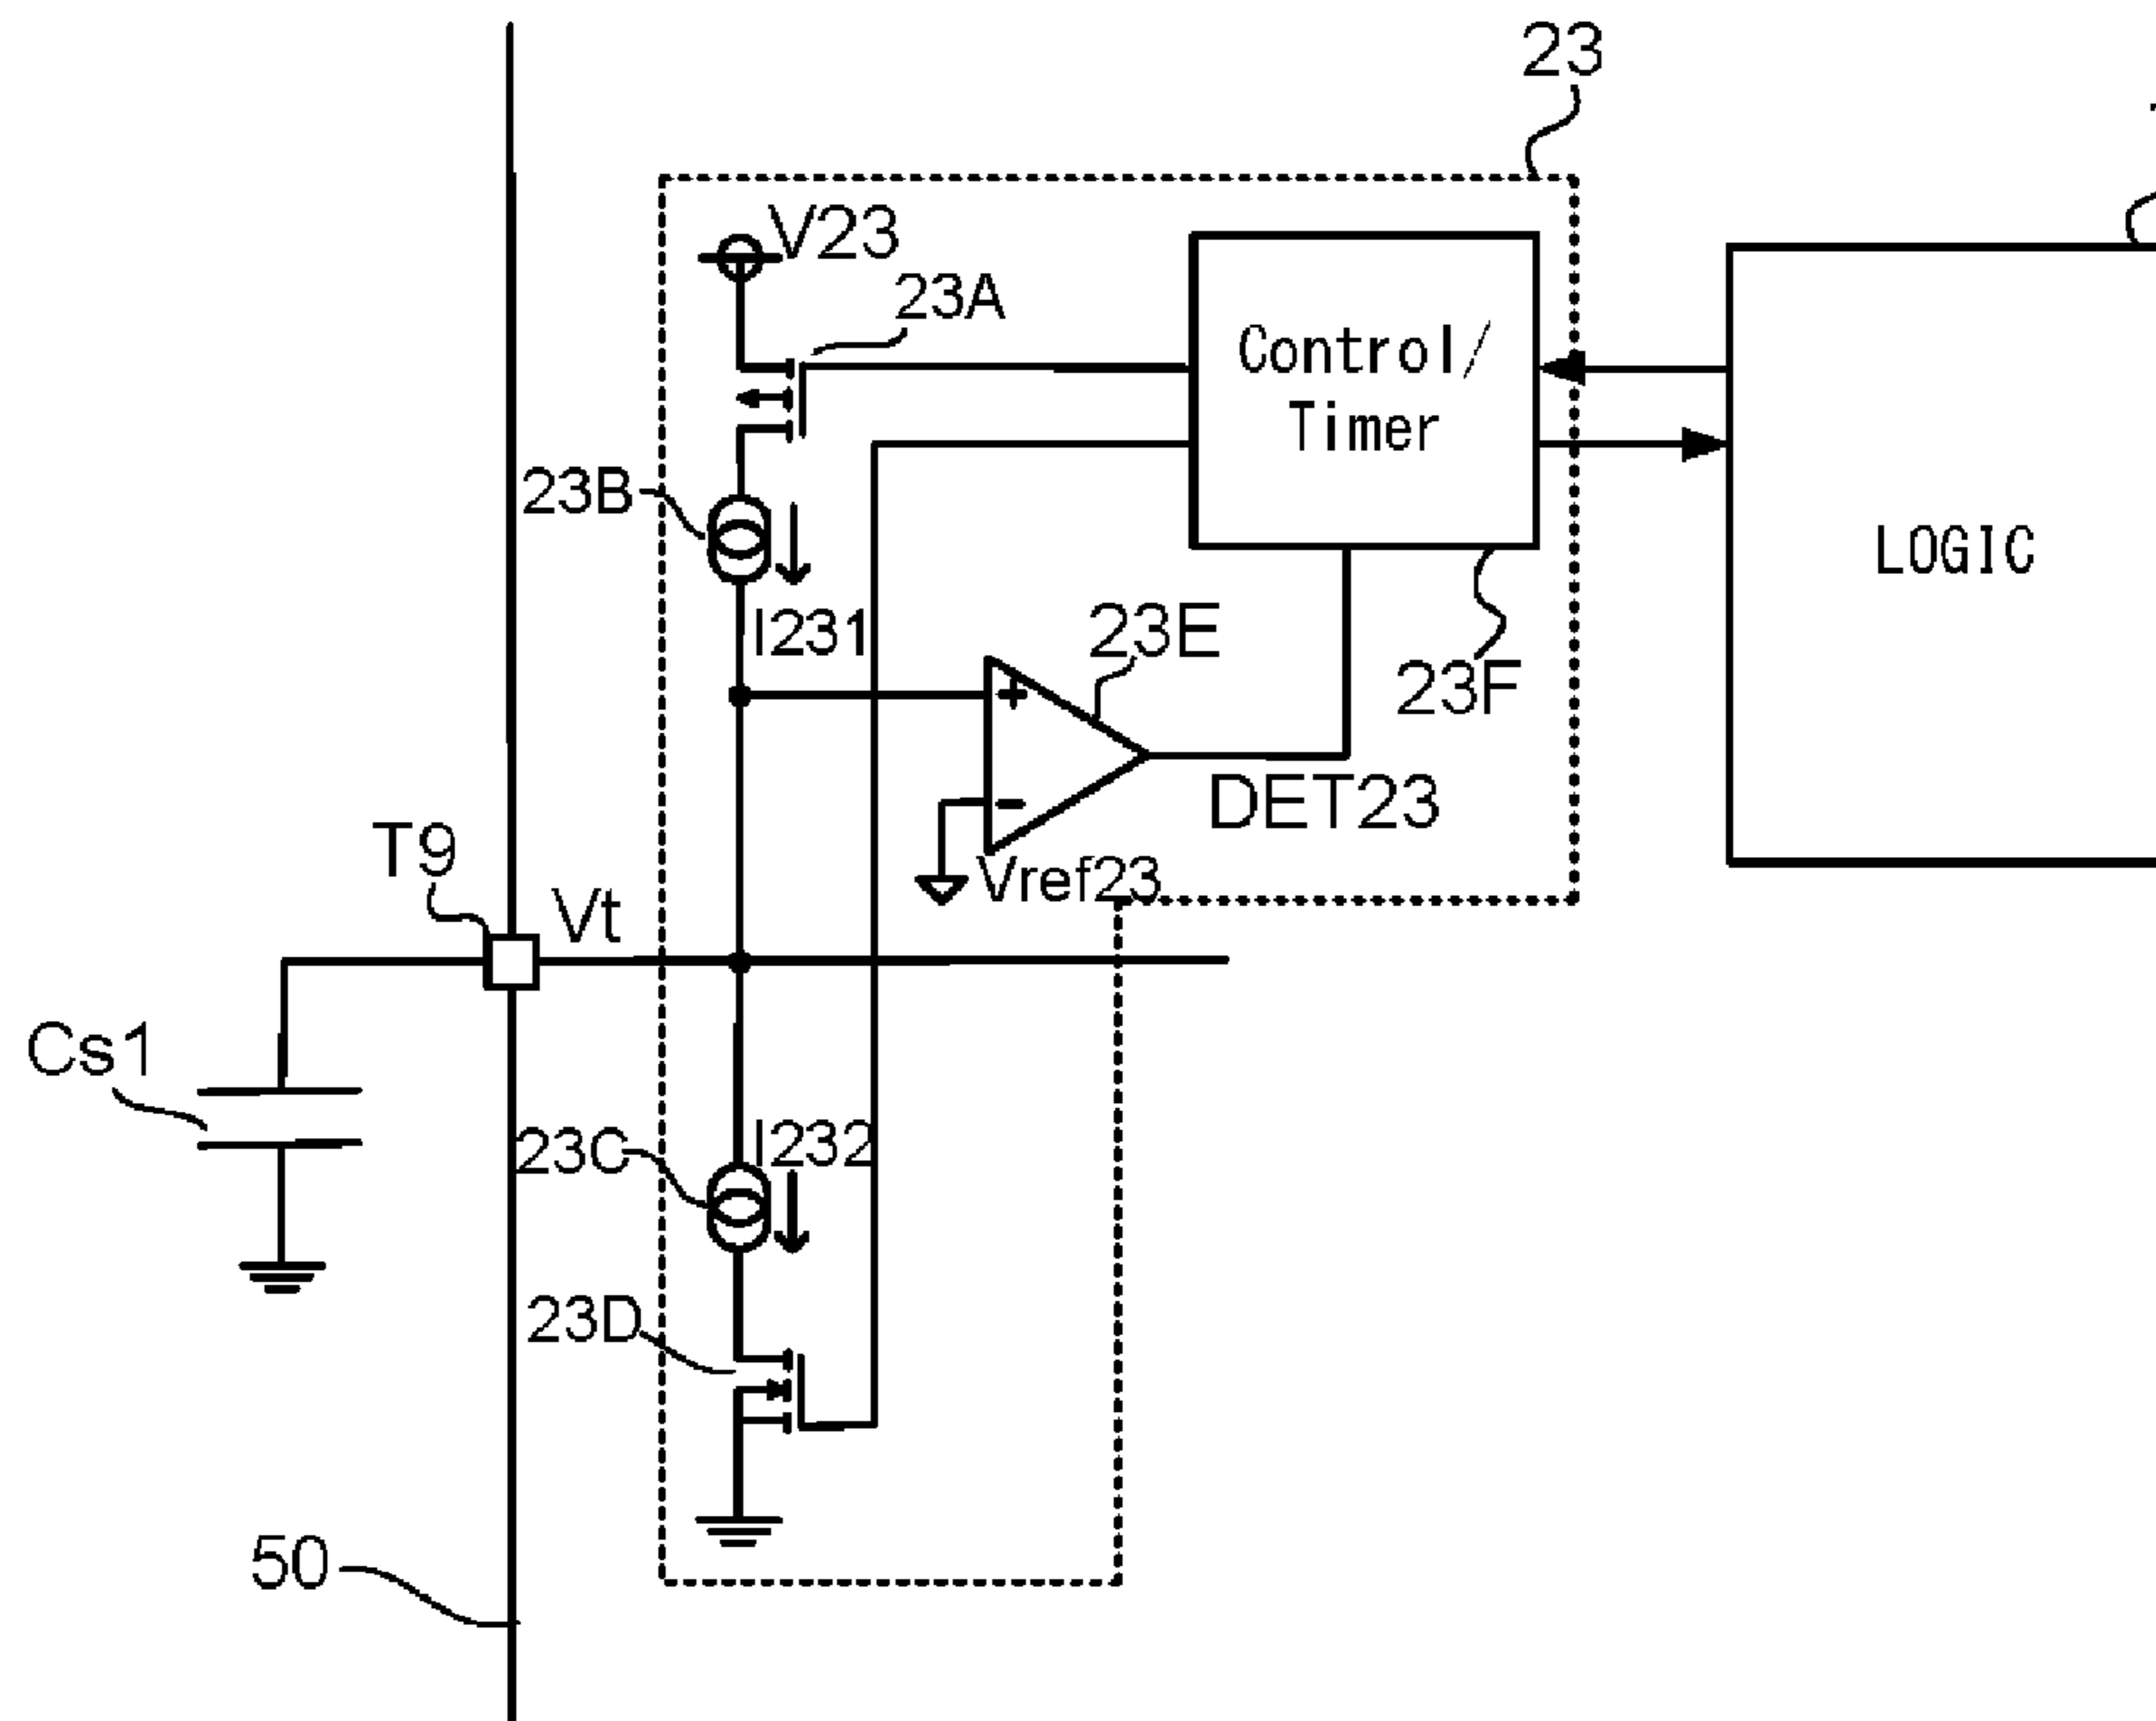 23
V23
23A
Control/
Timer
23B
LOGIC
I231
23E
23F
DET23
T9
Vref23
Vt
Cs1
I232
23C
23D
50